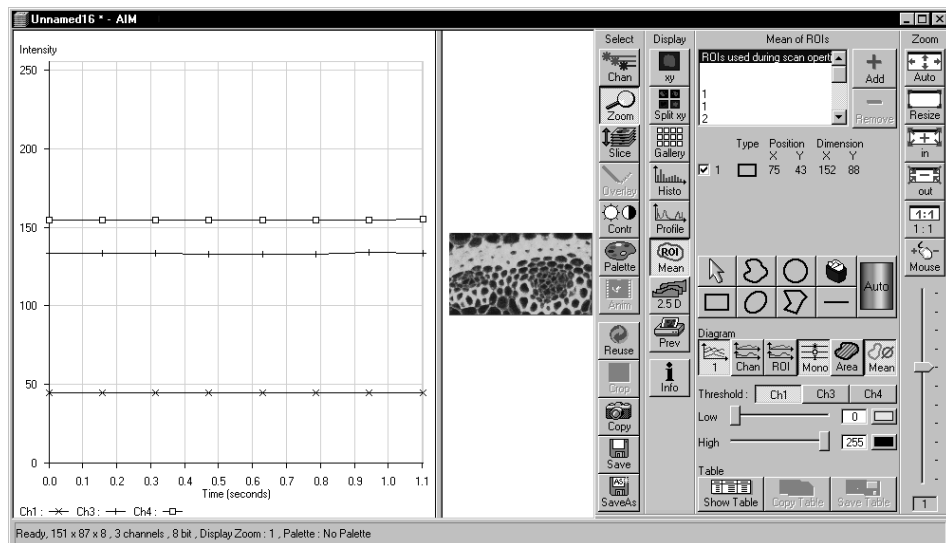 Unnamed16 * - AIM
Intensity
250
200
150
100
50
0
0.0 0.1 0.2 0.3 0.4 0.5 0.6 0.7 0.8 0.9 1.0 1.1
Time (seconds)
Ch1 : Ch3 : Ch4 :
Select
Chan
Zoom
Slice
Overlay
Contr
Palette
Anim
Reuse
Crop
Copy
Save
AS
SaveAs
Display
xy
Split xy
Gallery
Histo
Profile
ROI
Mean
2.5 D
Prev
i
Info
Mean of ROIs
ROIs used during scan opert
1
1
2
Add
Remove
Type Position Dimension
X Y X Y
1 75 43 152 88
Auto
Diagram
1 Chan ROI Mono Area Mean
Threshold : Ch1 Ch3 Ch4
Low 0
High 255
Table
Show Table Copy Table Save Table
Zoom
Auto
Resize
in
out
1:1
1 : 1
Mouse
1
Ready, 151 x 87 x 8 , 3 channels , 8 bit , Display Zoom : 1 , Palette : No Palette